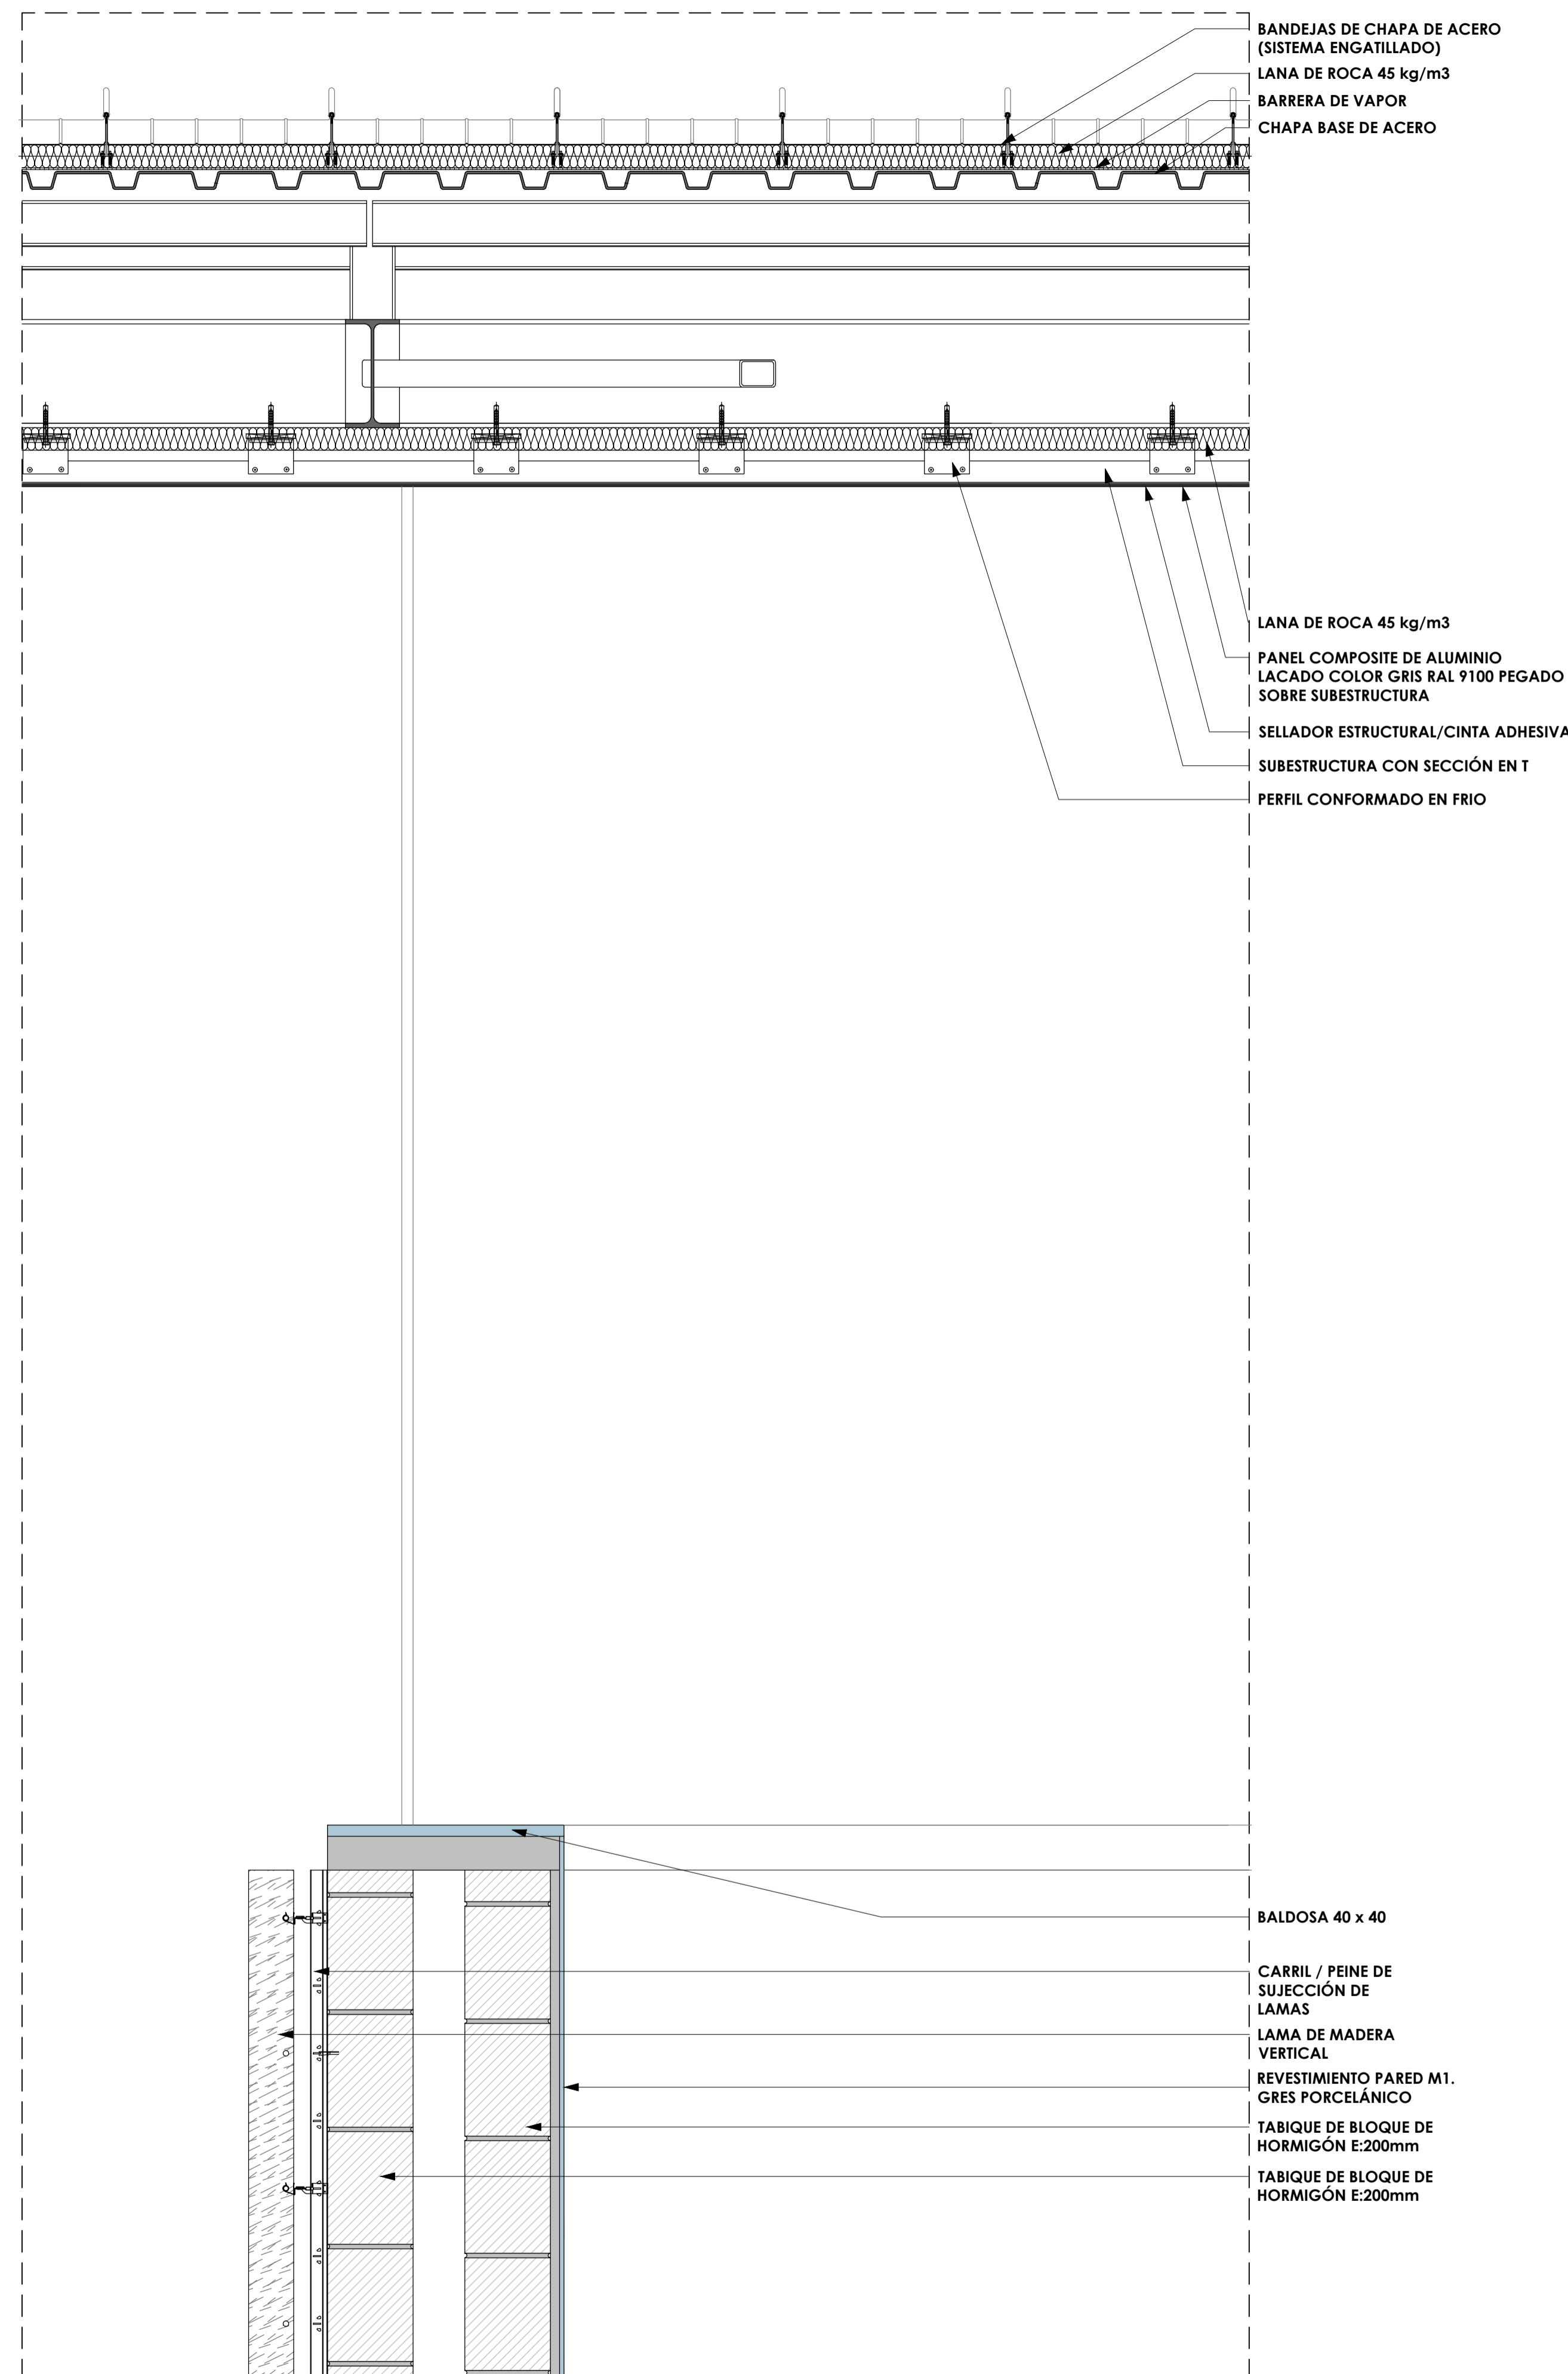 BANDEJAS DE CHAPA DE ACERO
(SISTEMA ENGATILLADO)
LANA DE ROCA 45 kg/m3
BARRERA DE VAPOR
CHAPA BASE DE ACERO
LANA DE ROCA 45 kg/m3
PANEL COMPOSITE DE ALUMINIO
LACADO COLOR GRIS RAL 9100 PEGADO
SOBRE SUBESTRUCTURA
SELLADOR ESTRUCTURAL/CINTA ADHESIVA
SUBESTRUCTURA CON SECCIÓN EN T
PERFIL CONFORMADO EN FRIO
BALDOSA 40 x 40
CARRIL / PEINE DE
SUJECCIÓN DE
LAMAS
LAMA DE MADERA
VERTICAL
REVESTIMIENTO PARED M1.
GRES PORCELÁNICO
TABIQUE DE BLOQUE DE
HORMIGÓN E:200mm
TABIQUE DE BLOQUE DE
HORMIGÓN E:200mm